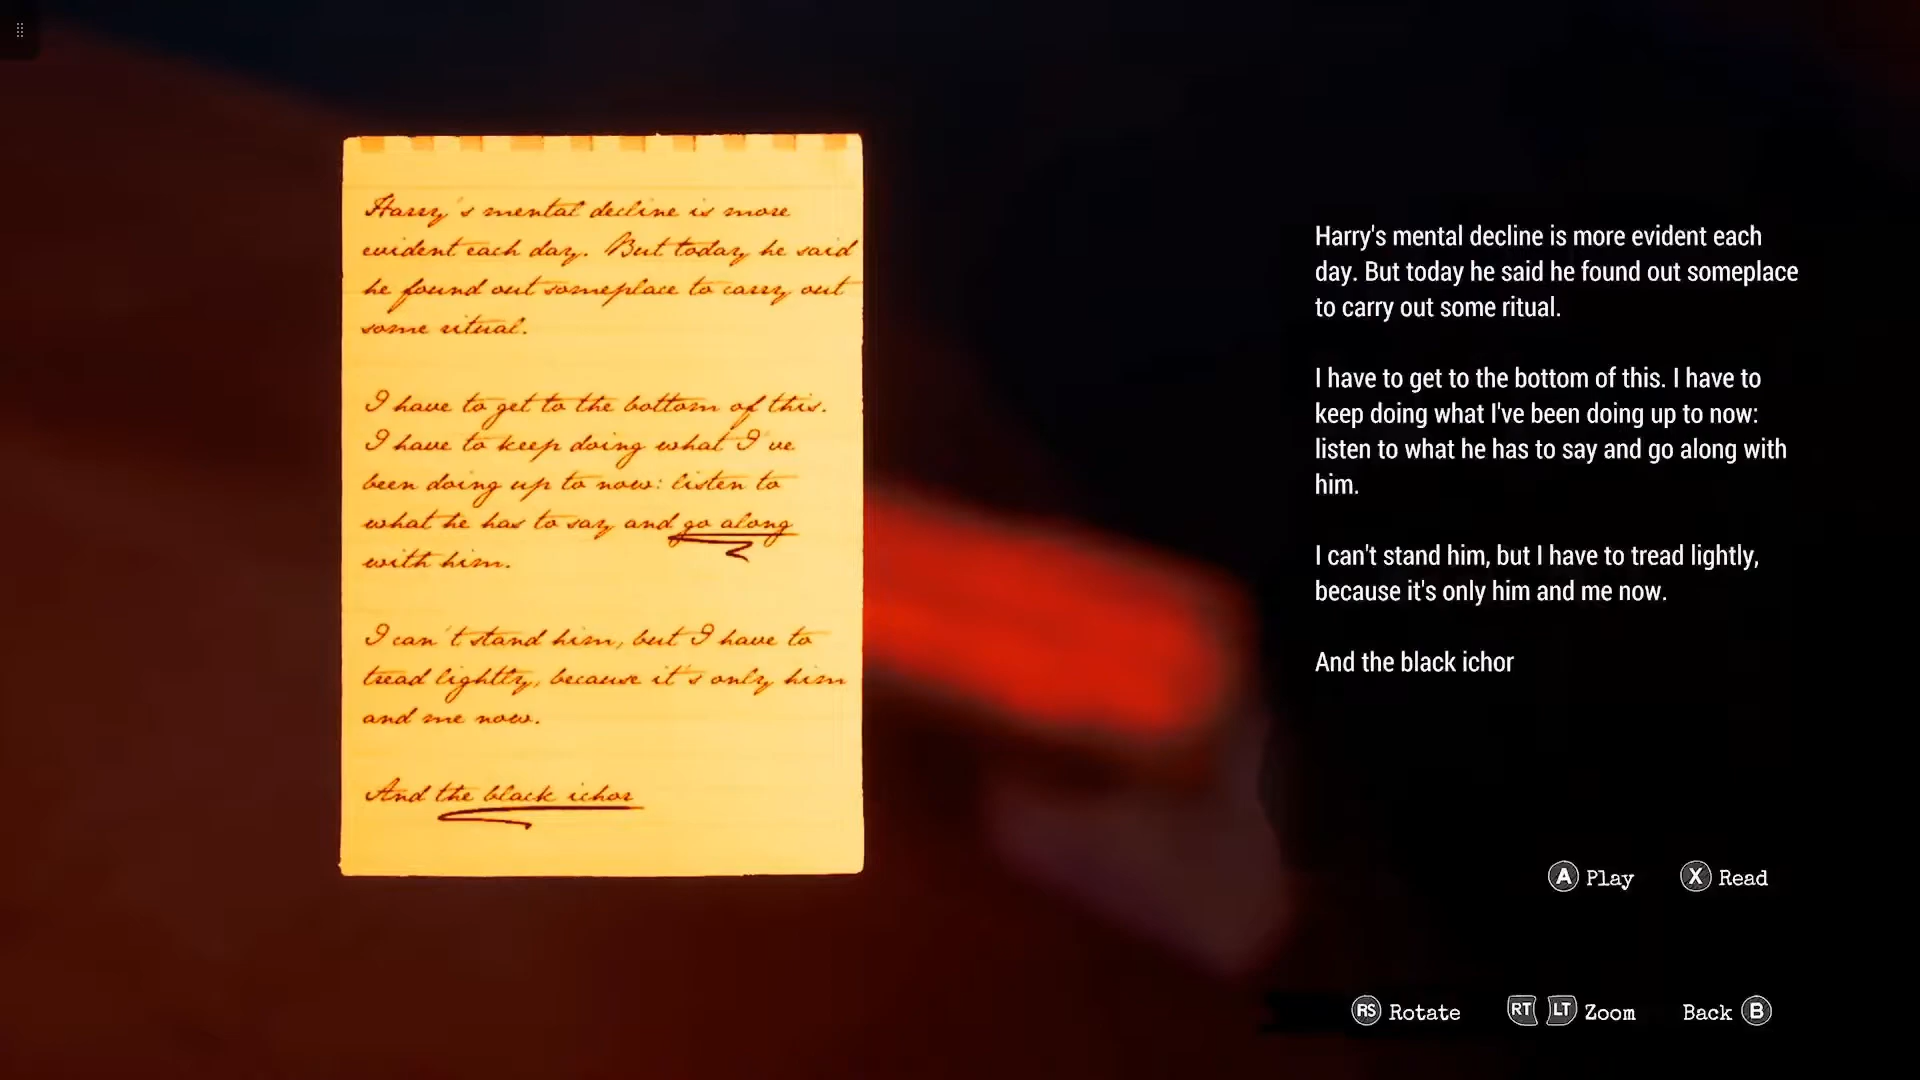 Harry's mental decline is more
evident each day. But today he said
he found out someplace to carry out
some ritual.
I have to get to the bottom of this.
I have to keep doing what I've
been doing up to now: listen to
what he has to say and go along
with him.
I can't stand him, but I have to
tread lightly, because it's only him
and me now.
And the black ichor
Harry's mental decline is more evident each
day. But today he said he found out someplace
to carry out some ritual.
I have to get to the bottom of this. I have to
keep doing what I've been doing up to now:
listen to what he has to say and go along with
him.
I can't stand him, but I have to tread lightly,
because it's only him and me now.
And the black ichor
A Play X Read
RS Rotate RT LT Zoom Back B